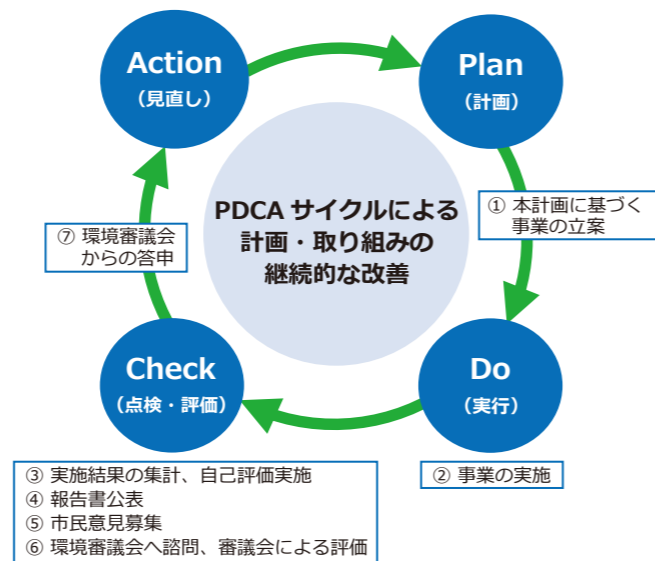 Action
（見直し）
Plan
（計画）
PDCA サイクルによる
計画・取り組みの
継続的な改善
① 本計画に基づく
事業の立案
⑦ 環境審議会
からの答申
Check
（点検・評価）
Do
（実行）
③ 実施結果の集計、自己評価実施
④ 報告書公表
⑤ 市民意見募集
⑥ 環境審議会へ諮問、審議会による評価
② 事業の実施